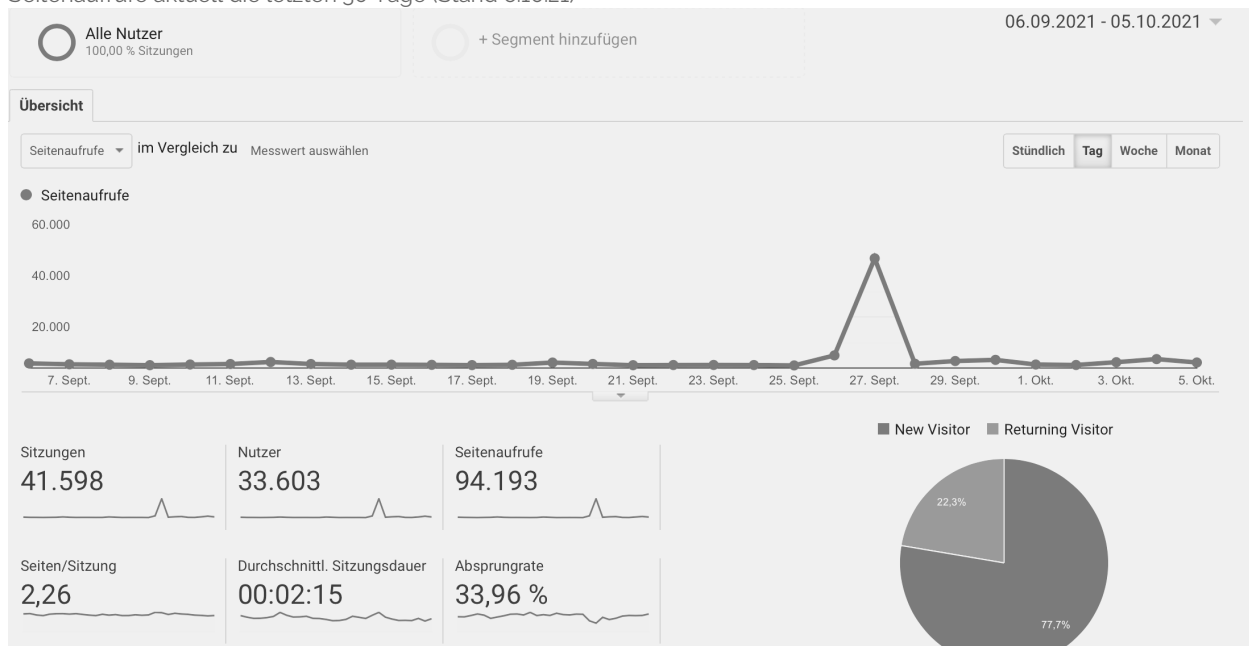 Alle Nutzer
100,00 % Sitzungen
+ Segment hinzufügen
06.09.2021 - 05.10.2021
Übersicht
Seitenaufrufe im Vergleich zu Messwert auswählen
Stündlich Tag Woche Monat
Seitenaufrufe
60.000
40.000
20.000
7. Sept. 9. Sept. 11. Sept. 13. Sept. 15. Sept. 17. Sept. 19. Sept. 21. Sept. 23. Sept. 25. Sept. 27. Sept. 29. Sept. 1. Okt. 3. Okt. 5. Okt.
New Visitor Returning Visitor
Sitzungen
41.598
Nutzer
33.603
Seitenaufrufe
94.193
Seiten/Sitzung
2,26
Durchschnittl. Sitzungsdauer
00:02:15
Absprungrate
33,96 %
22,3%
77,7%